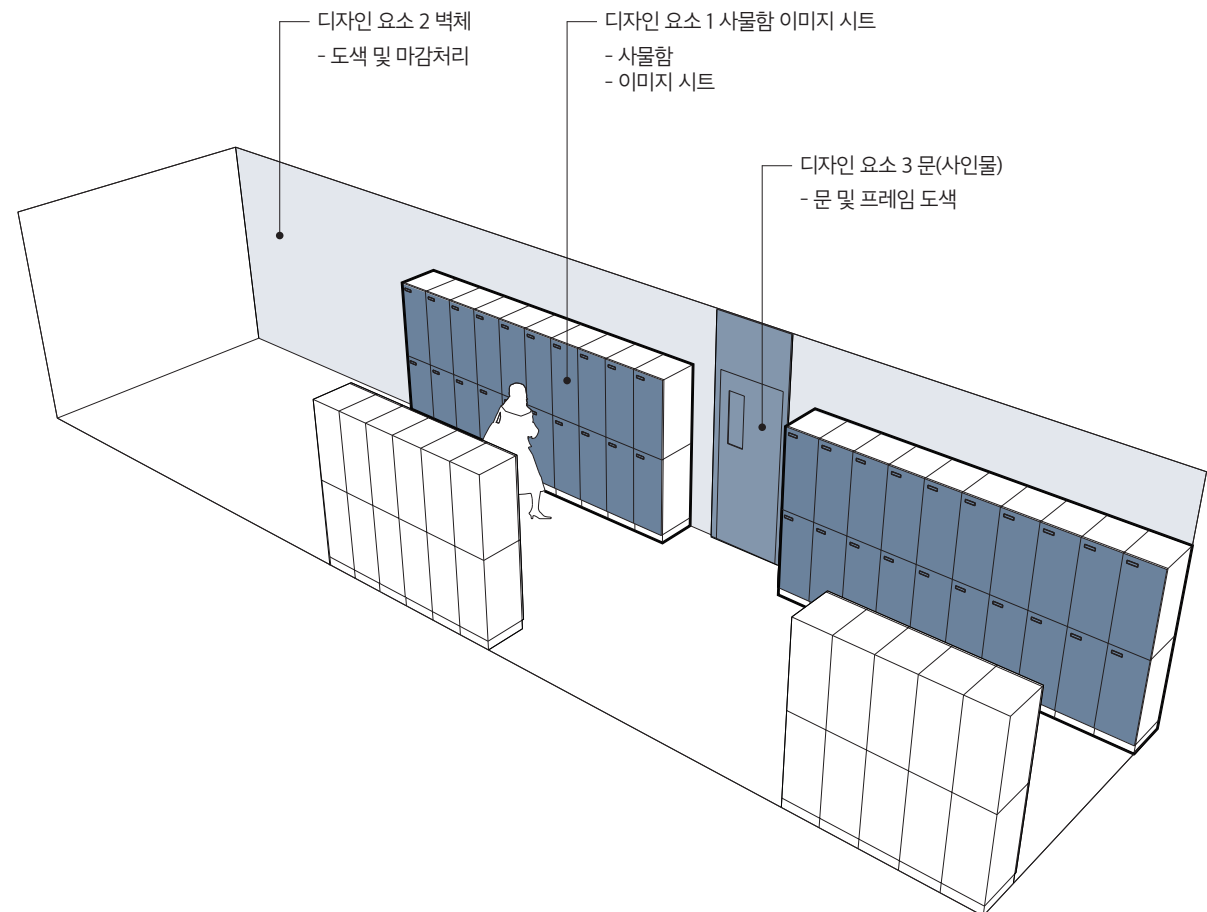 디자인 요소 2 벽체
- 도색 및 마감처리
디자인 요소 1 사물함 이미지 시트
- 사물함
- 이미지 시트
디자인 요소 3 문(사인물)
- 문 및 프레임 도색